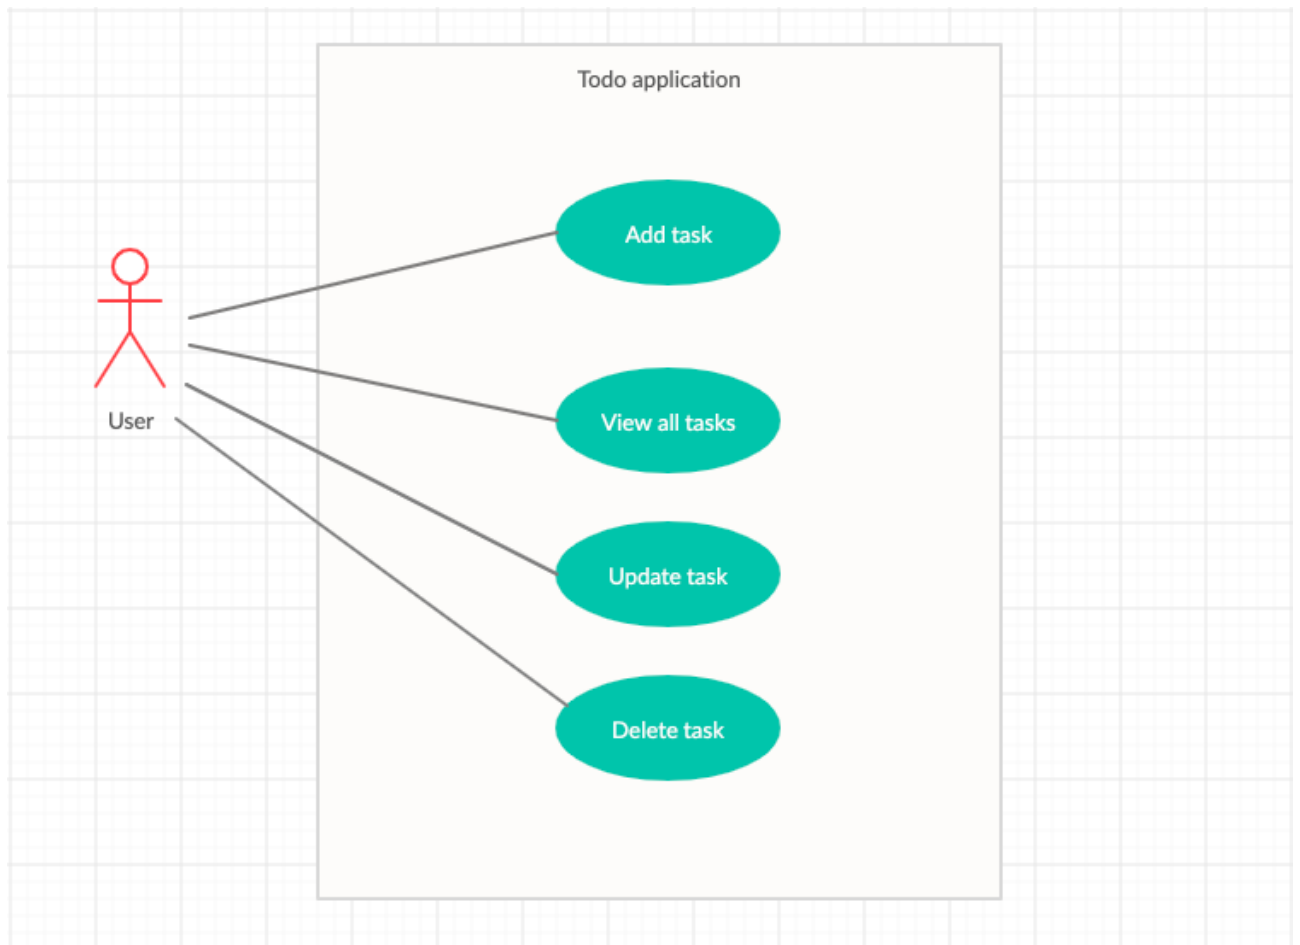 Todo application
Add task
User
View all tasks
Update task
Delete task